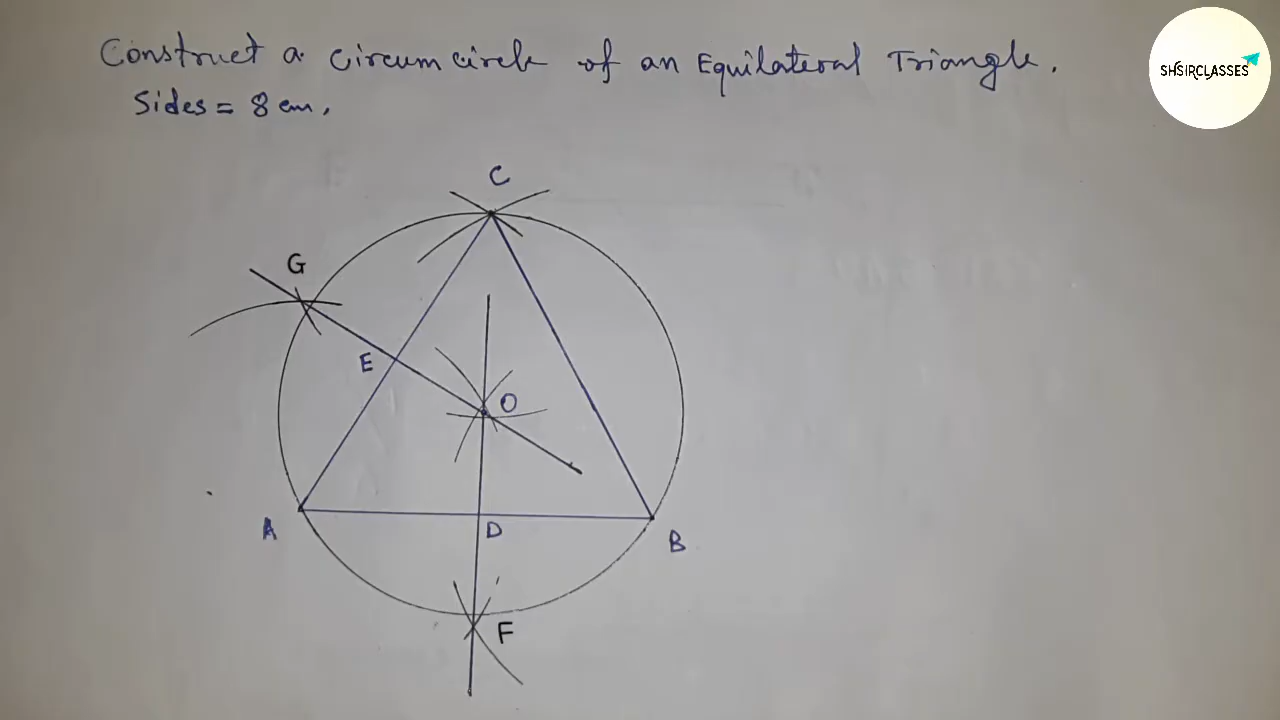 Construct a Circumcircle of an Equilateral Triangle.
Sides = 8 cm.
SHSIRCLASSES
C
G
E
O
A
D
B
F